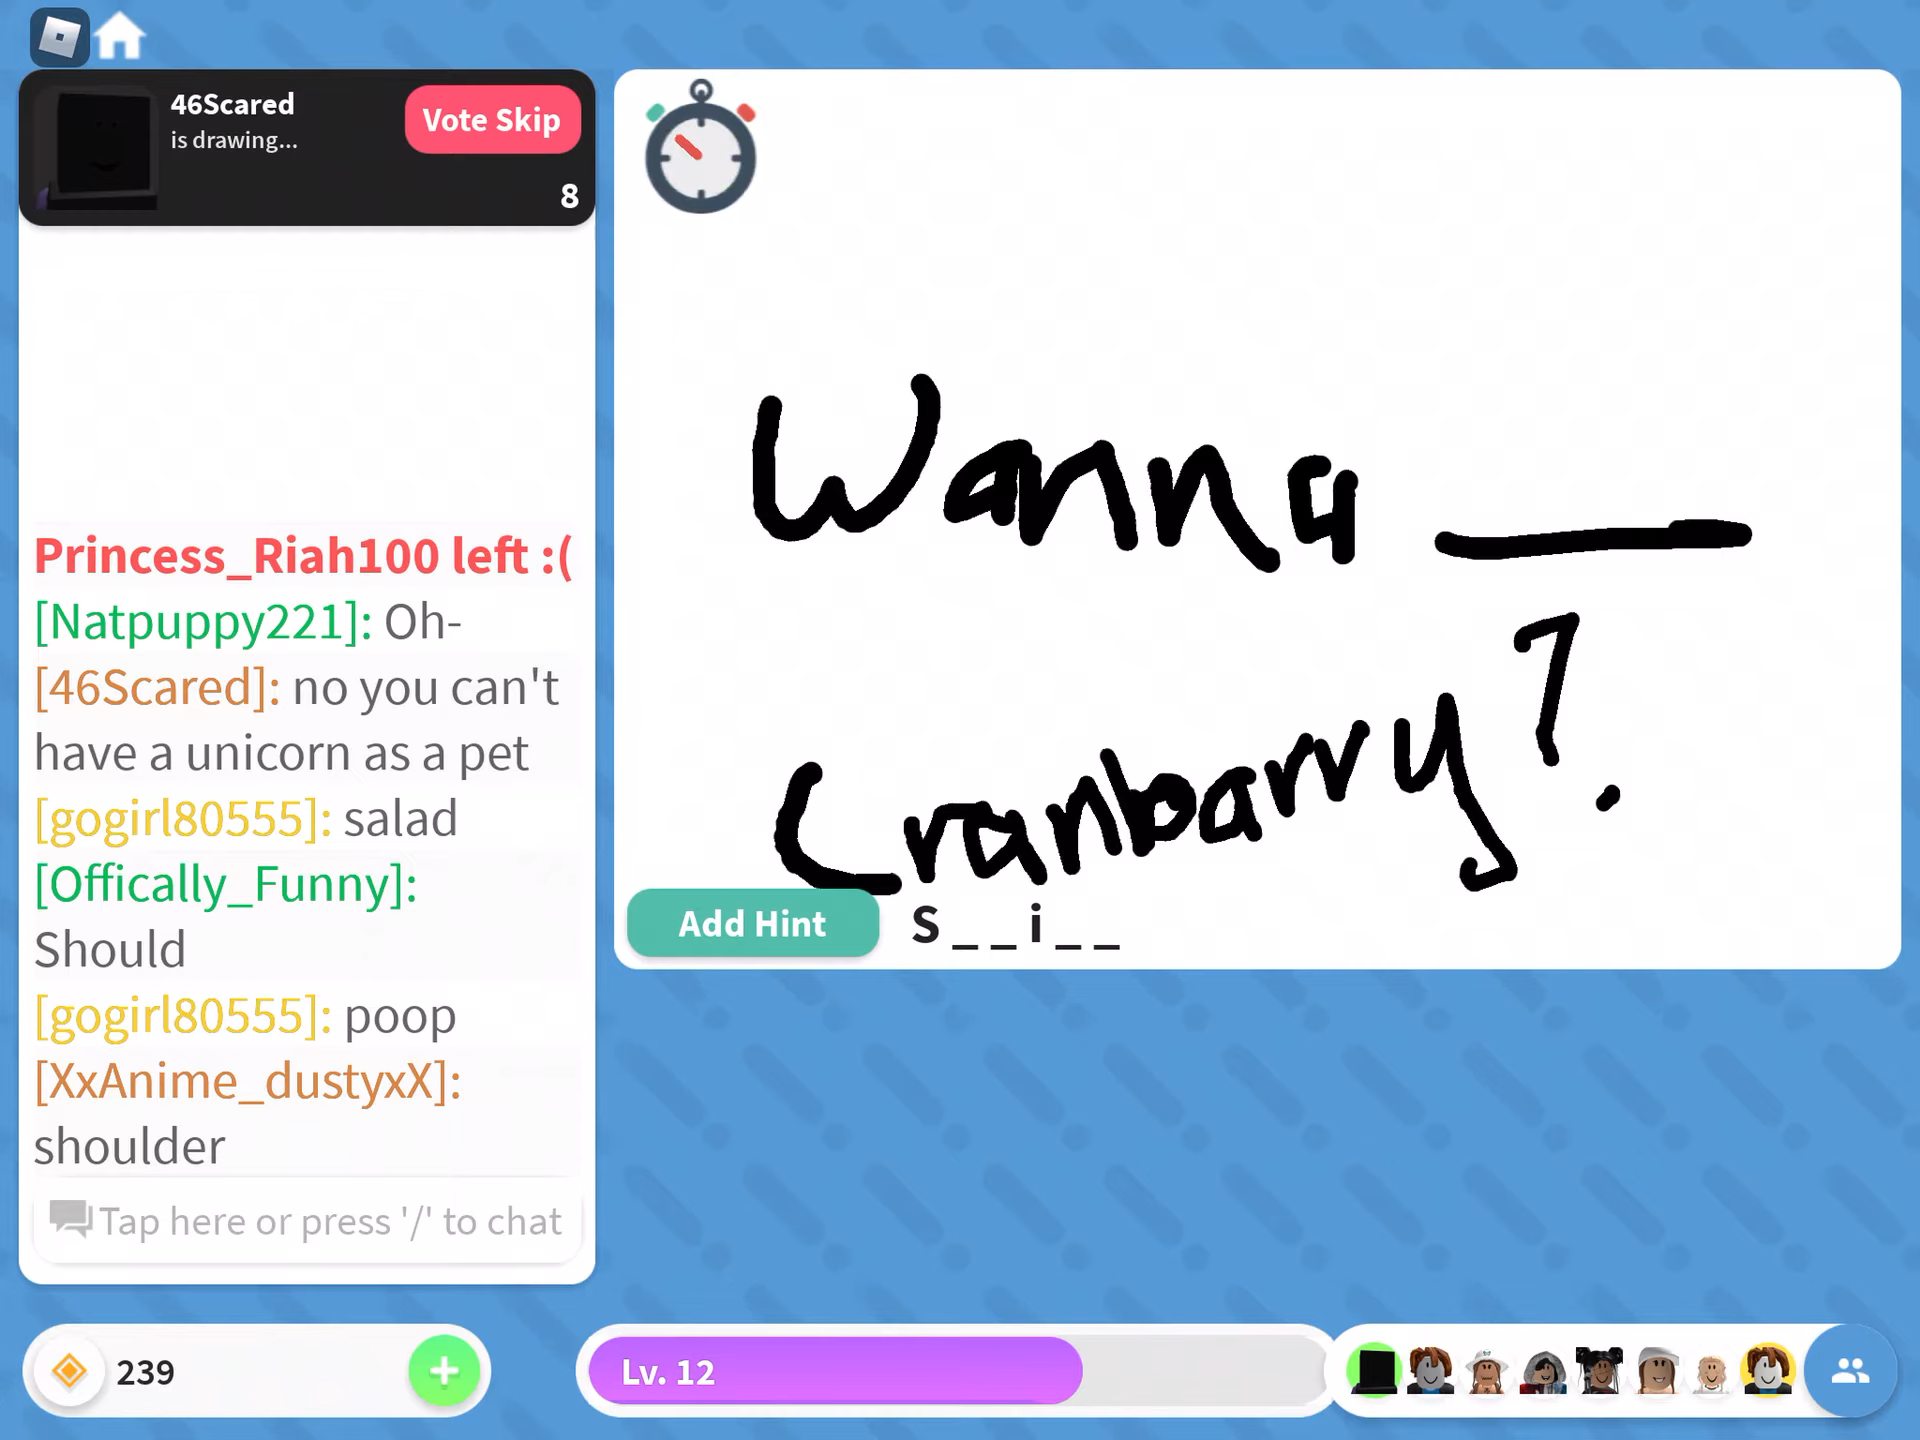 46Scared
is drawing...
Vote Skip
8
Princess_Riah100 left :(
[Natpuppy221]: Oh-
[46Scared]: no you can't
have a unicorn as a pet
[gogirl80555]: salad
[Offically_Funny]:
Should
[gogirl80555]: poop
[XxAnime_dustyxX]:
shoulder
Tap here or press '/' to chat
Wanna ___
Cranbarry?
Add Hint
S _ _ i _ _
239
+
Lv. 12